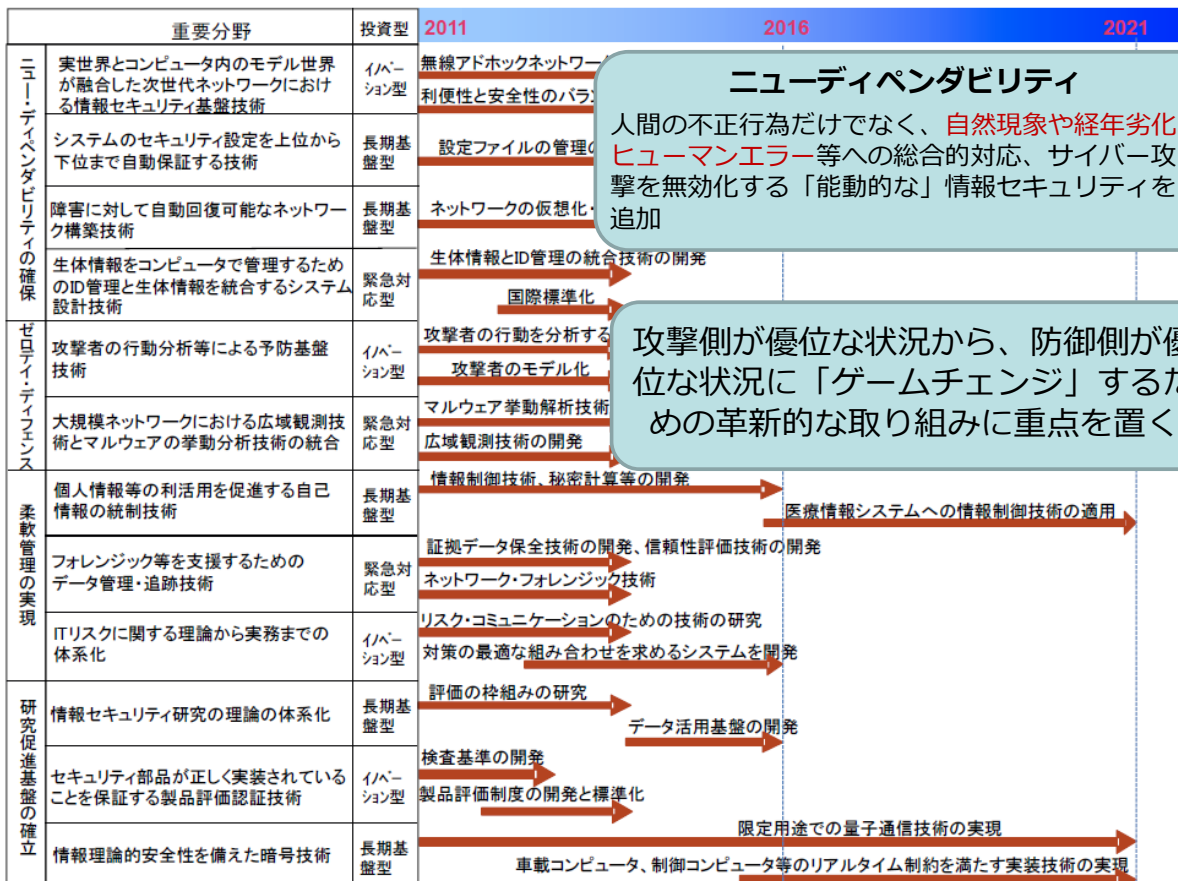 重要分野
投資型
2011
2016
2021
ニュー・ディペンダビリティの確保
実世界とコンピュータ内のモデル世界
が融合した次世代ネットワークにおけ
る情報セキュリティ基盤技術
イノベー
ション型
無線アドホックネットワー
利便性と安全性のバラン
システムのセキュリティ設定を上位から
下位まで自動保証する技術
長期基
盤型
設定ファイルの管理の
障害に対して自動回復可能なネットワー
ク構築技術
長期基
盤型
ネットワークの仮想化・
生体情報をコンピュータで管理するため
のID管理と生体情報を統合するシステム
設計技術
緊急対
応型
生体情報とID管理の統合技術の開発
国際標準化
ニューディペンダビリティ
人間の不正行為だけでなく、自然現象や経年劣化
ヒューマンエラー等への総合的対応、サイバー攻
撃を無効化する「能動的な」情報セキュリティを
追加
ゼロデイ・ディフェンス
攻撃者の行動分析等による予防基盤
技術
イノベー
ション型
攻撃者の行動を分析する
攻撃者のモデル化
大規模ネットワークにおける広域観測技
術とマルウェアの挙動分析技術の統合
緊急対
応型
マルウェア挙動解析技術
広域観測技術の開発
攻撃側が優位な状況から、防御側が優
位な状況に「ゲームチェンジ」するた
めの革新的な取り組みに重点を置く
柔軟管理の実現
個人情報等の利活用を促進する自己
情報の統制技術
長期基
盤型
情報制御技術、秘密計算等の開発
医療情報システムへの情報制御技術の適用
フォレンジック等を支援するための
データ管理・追跡技術
緊急対
応型
証拠データ保全技術の開発、信頼性評価技術の開発
ネットワーク・フォレンジック技術
ITリスクに関する理論から実務までの
体系化
イノベー
ション型
リスク・コミュニケーションのための技術の研究
対策の最適な組み合わせを求めるシステムを開発
研究促進基盤の確立
情報セキュリティ研究の理論の体系化
長期基
盤型
評価の枠組みの研究
データ活用基盤の開発
セキュリティ部品が正しく実装されている
ことを保証する製品評価認証技術
イノベー
ション型
検査基準の開発
製品評価制度の開発と標準化
情報理論的安全性を備えた暗号技術
長期基
盤型
限定用途での量子通信技術の実現
車載コンピュータ、制御コンピュータ等のリアルタイム制約を満たす実装技術の実現